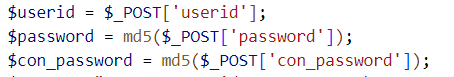 $userid = $_POST['userid'];
$password = md5($_POST['password']);
$con_password = md5($_POST['con_password']);